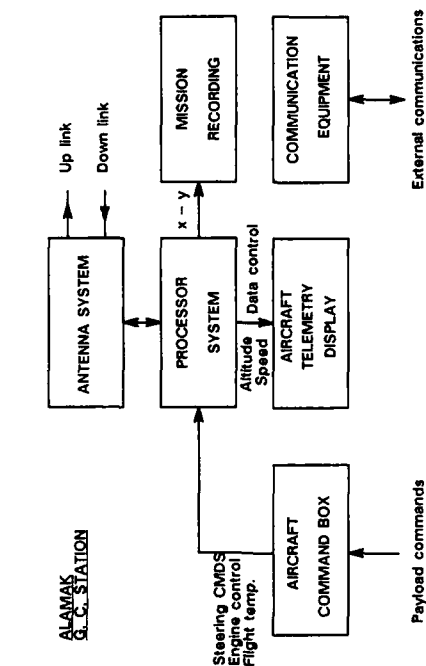 ALAMAK
G. C. STATION
ANTENNA SYSTEM
Up link
Down link
PROCESSOR
SYSTEM
x - y
MISSION
RECORDING
Steering CMDS
Engine control
Flight temp.
Altitude
Speed
Data control
AIRCRAFT
COMMAND BOX
AIRCRAFT
TELEMETRY
DISPLAY
COMMUNICATION
EQUIPMENT
Payload commands
External communications